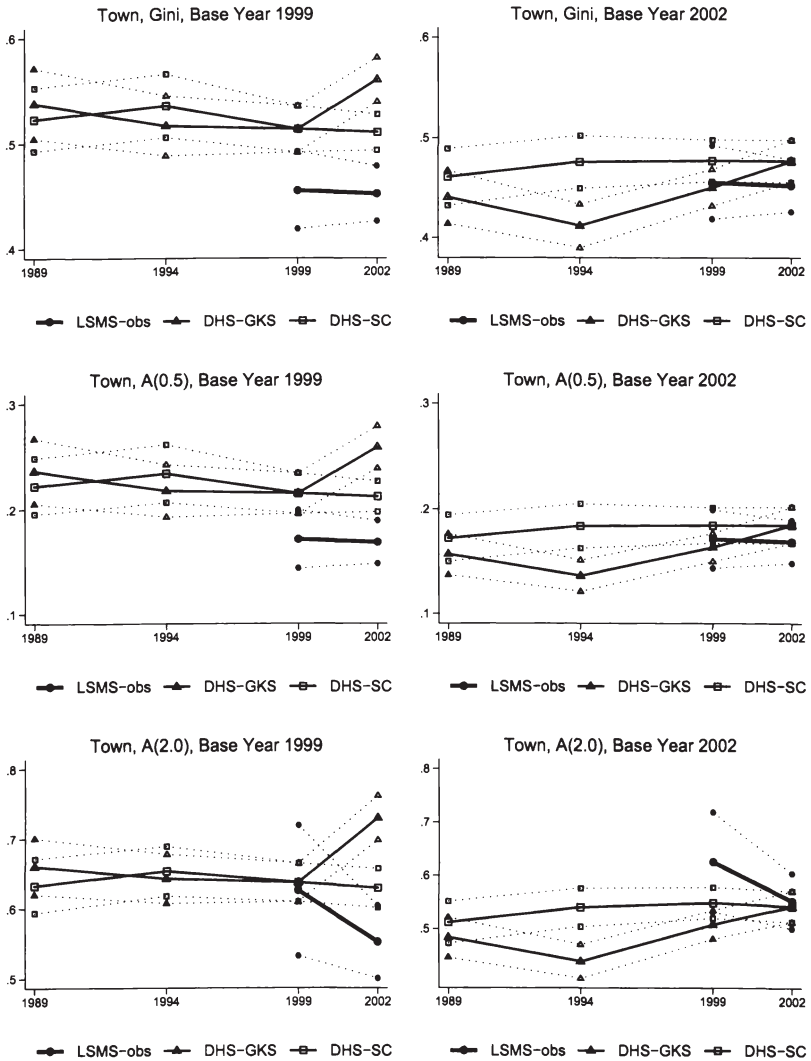 Town, Gini, Base Year 1999
.6
.5
.4
1989 1994 1999 2002
LSMS-obs DHS-GKS DHS-SC
Town, Gini, Base Year 2002
.6
.5
.4
1989 1994 1999 2002
LSMS-obs DHS-GKS DHS-SC
Town, A(0.5), Base Year 1999
.3
.2
.1
1989 1994 1999 2002
LSMS-obs DHS-GKS DHS-SC
Town, A(0.5), Base Year 2002
.3
.2
.1
1989 1994 1999 2002
LSMS-obs DHS-GKS DHS-SC
Town, A(2.0), Base Year 1999
.8
.7
.6
.5
1989 1994 1999 2002
LSMS-obs DHS-GKS DHS-SC
Town, A(2.0), Base Year 2002
.8
.7
.6
.5
1989 1994 1999 2002
LSMS-obs DHS-GKS DHS-SC